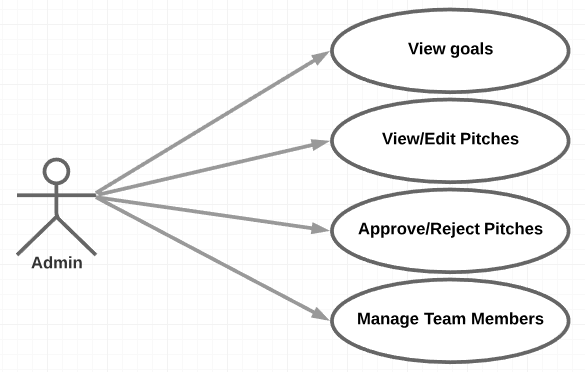 View goals
View/Edit Pitches
Approve/Reject Pitches
Admin
Manage Team Members